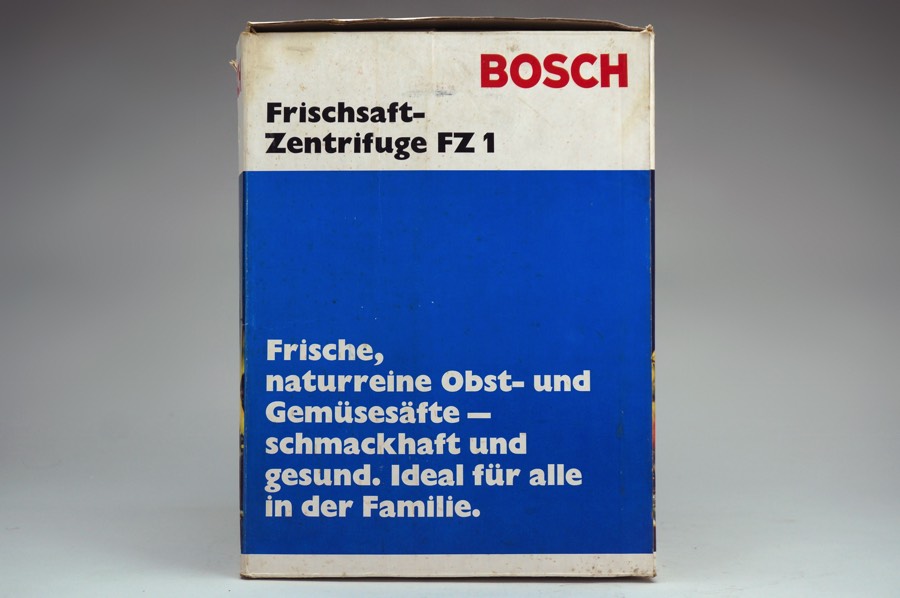 BOSCH
Frischsaft-
Zentrifuge FZ 1
Frische,
naturreine Obst- und
Gemüsesäfte —
schmackhaft und
gesund. Ideal für alle
in der Familie.